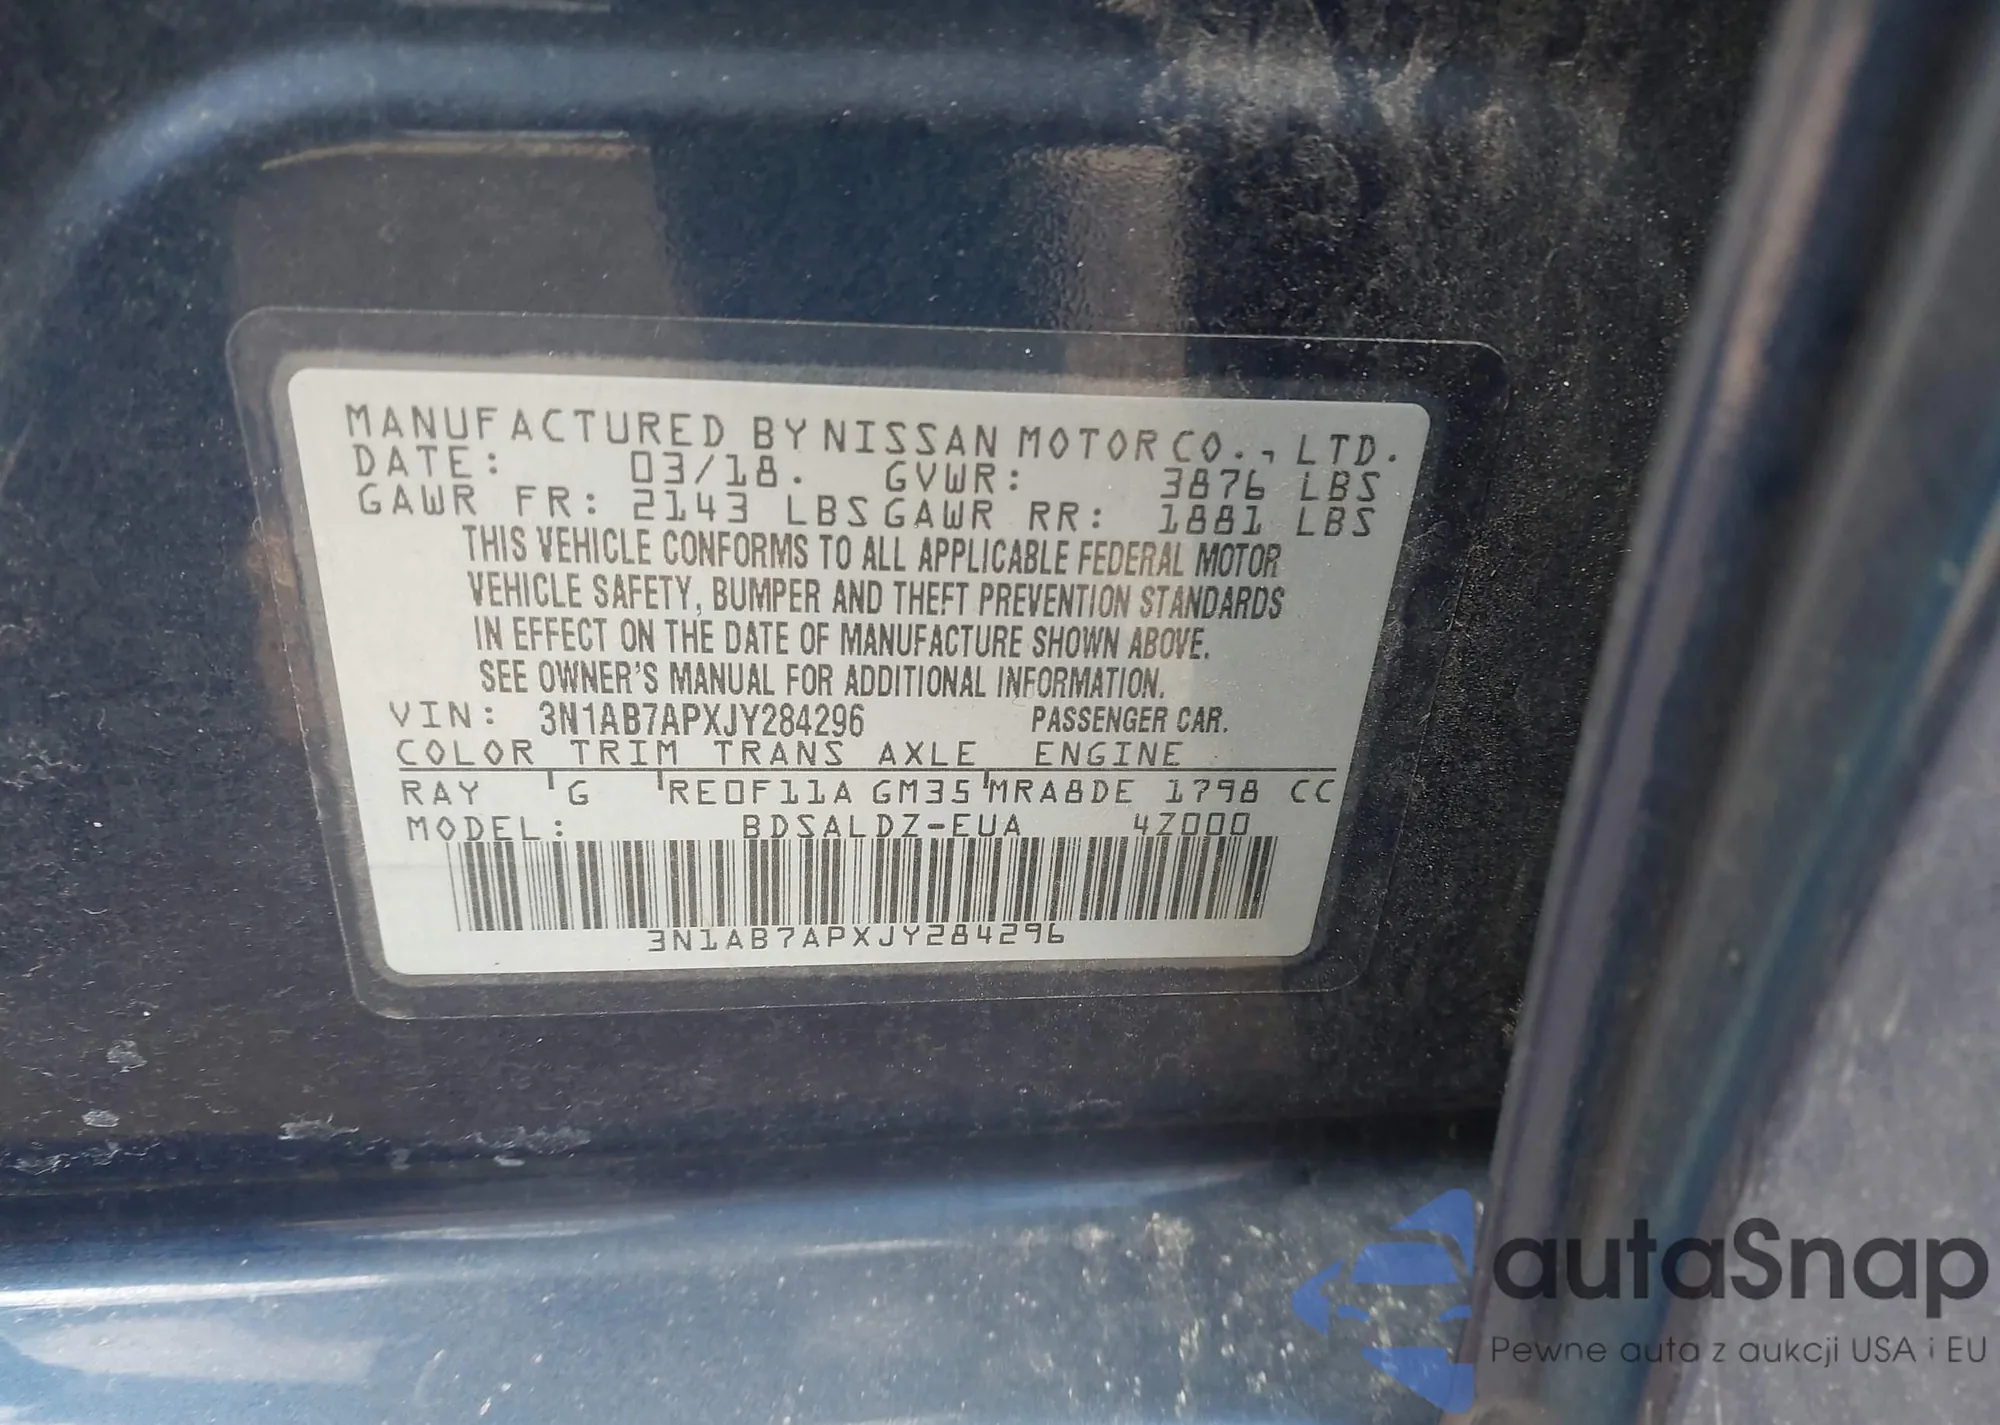 MANUFACTURED BY NISSAN MOTOR CO., LTD.
DATE: 03/18. GVWR: 3876 LBS
GAWR FR: 2143 LBS GAWR RR: 1881 LBS
THIS VEHICLE CONFORMS TO ALL APPLICABLE FEDERAL MOTOR
VEHICLE SAFETY, BUMPER AND THEFT PREVENTION STANDARDS
IN EFFECT ON THE DATE OF MANUFACTURE SHOWN ABOVE.
SEE OWNER'S MANUAL FOR ADDITIONAL INFORMATION.
VIN: 3N1AB7APXJY284296 PASSENGER CAR.
COLOR TRIM TRANS AXLE ENGINE
RAY G RE0F11A GM35 MRA8DE 1798 CC
MODEL: BDSALDZ-EUA 4Z000
3N1AB7APXJY284296
autaSnap
Pewne auta z aukcji USA i EU